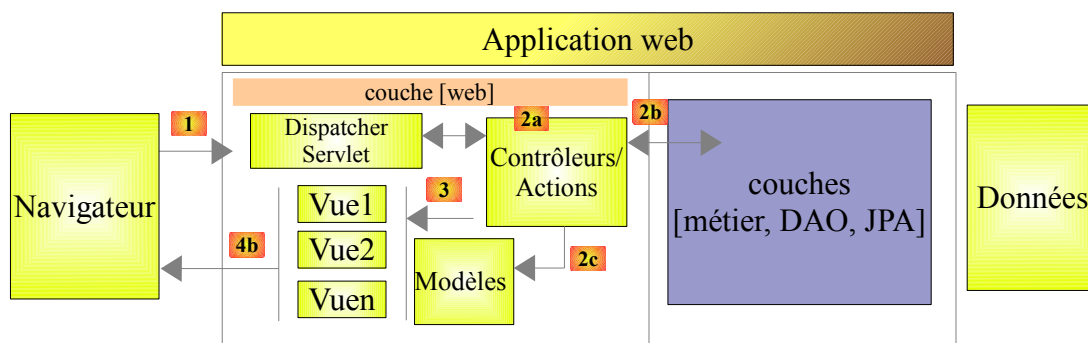 Application web
couche [web]
1
2a
2b
Dispatcher
Servlet
Contrôleurs/
Actions
Navigateur
3
Vue1
Vue2
Vuen
4b
Modèles
2c
couches
[métier, DAO, JPA]
Données